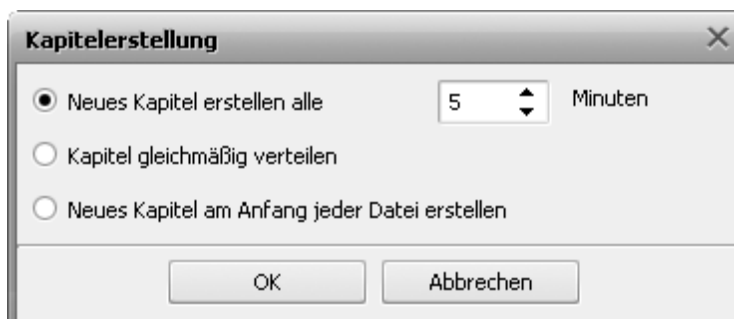 Kapitelerstellung
Neues Kapitel erstellen alle 5 Minuten
Kapitel gleichmäßig verteilen
Neues Kapitel am Anfang jeder Datei erstellen
OK Abbrechen